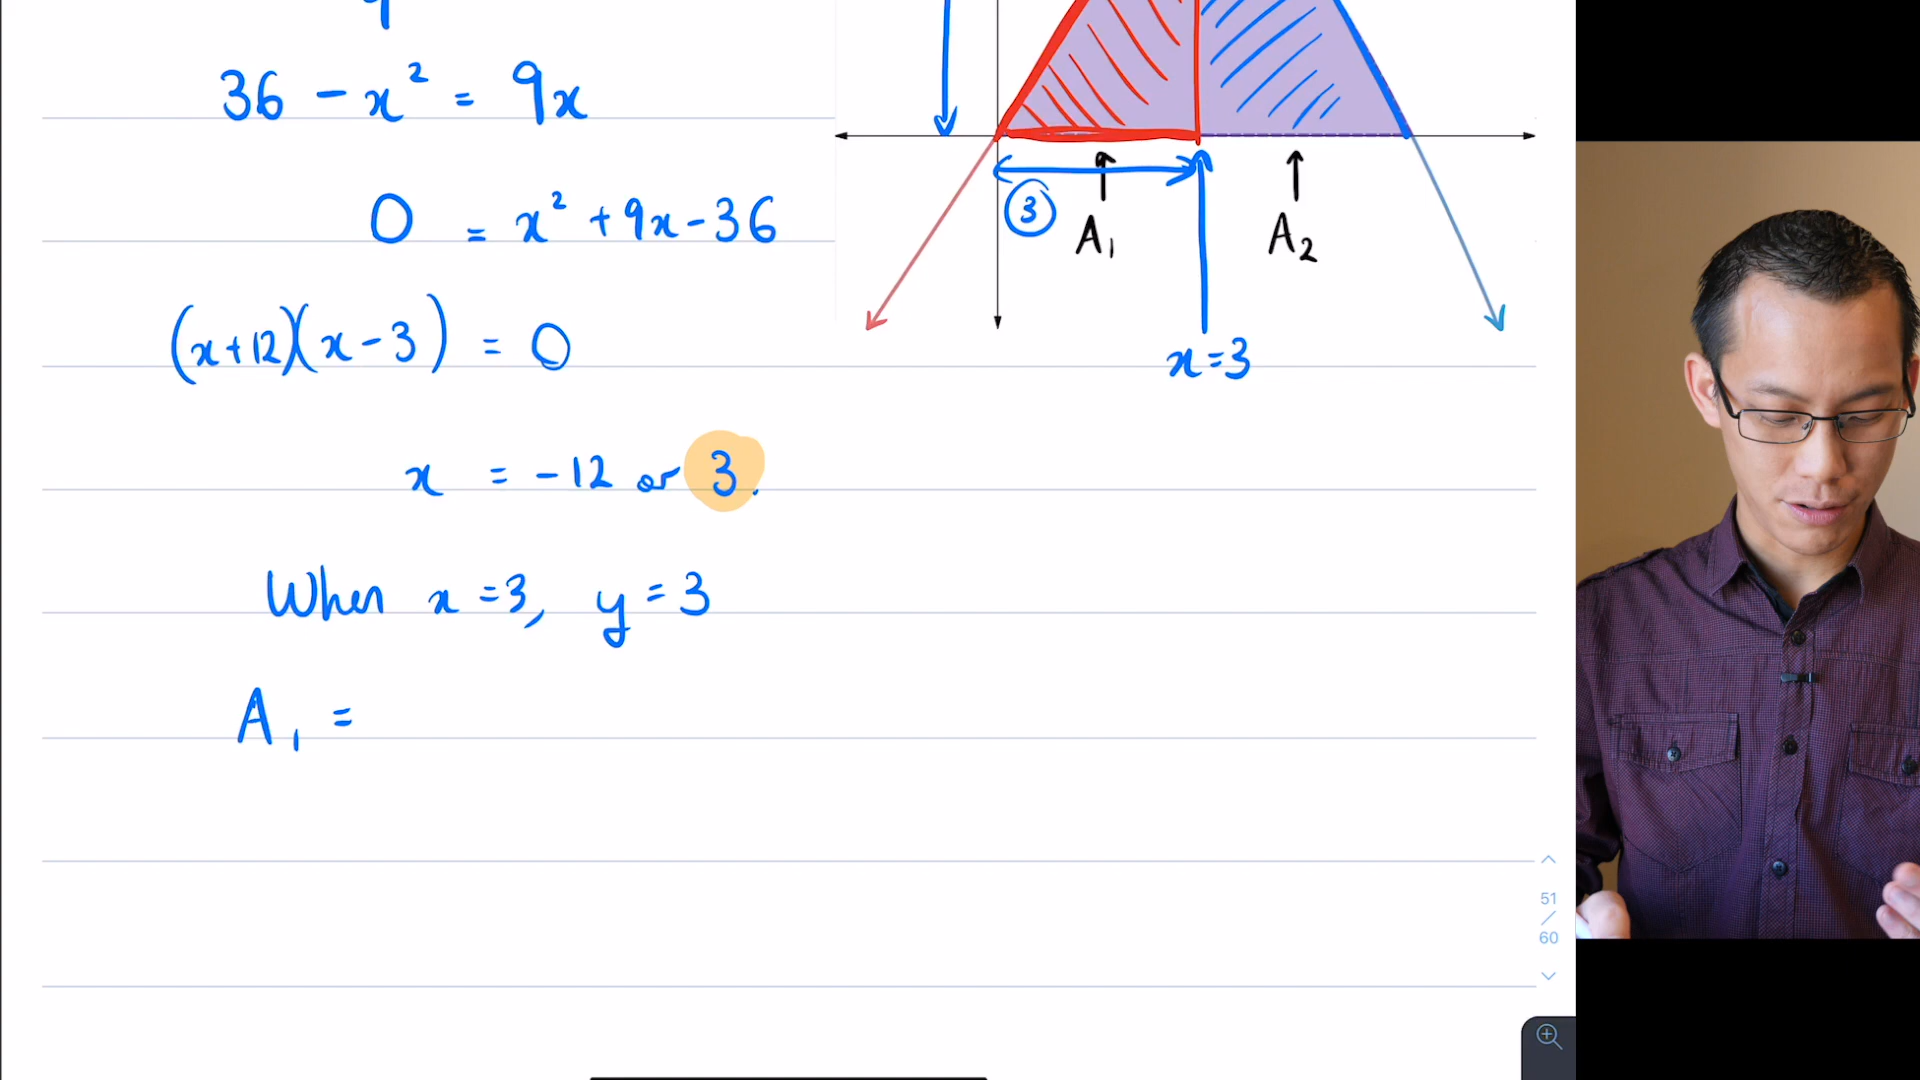 36 - x² = 9x
0 = x² + 9x - 36
(x+12)(x-3) = 0
x = -12 or 3.
When x = 3, y = 3
A₁ =
3
A₁
A₂
x = 3
51
/
60